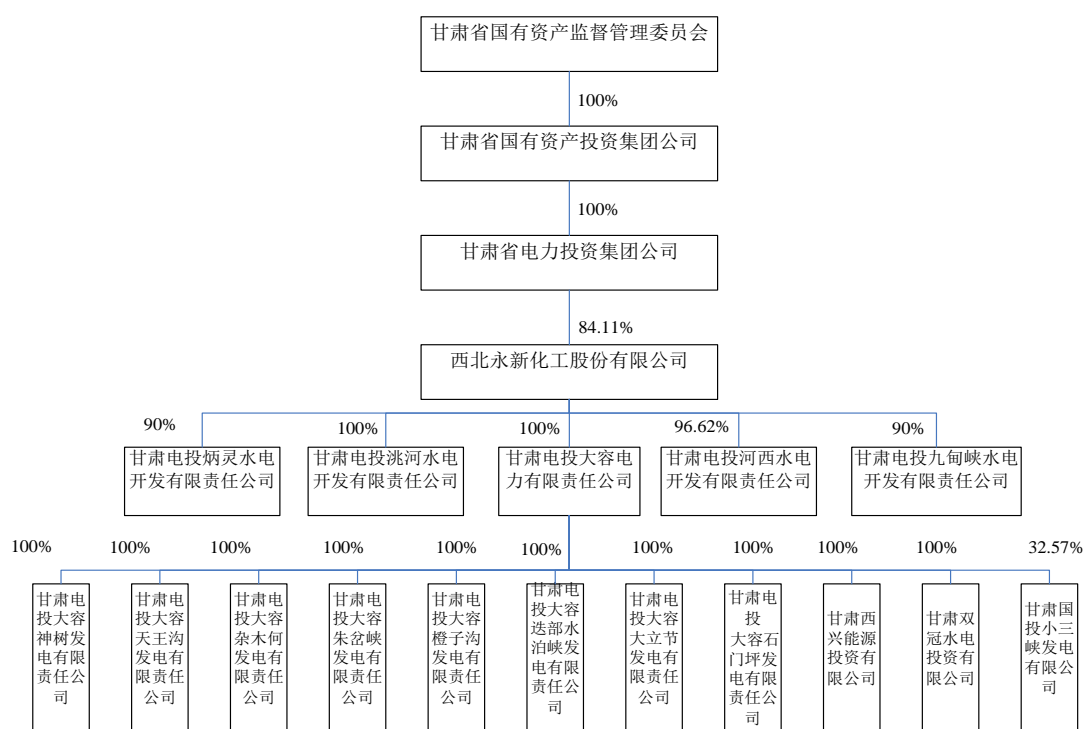 甘肃省国有资产监督管理委员会
100%
甘肃省国有资产投资集团公司
100%
甘肃省电力投资集团公司
84.11%
西北永新化工股份有限公司
90%
100%
100%
96.62%
90%
甘肃电投炳灵水电
开发有限责任公司
甘肃电投洮河水电
开发有限责任公司
甘肃电投大容电
力有限责任公司
甘肃电投河西水电
开发有限责任公司
甘肃电投九甸峡水电
开发有限责任公司
100%
100%
100%
100%
100%
100%
100%
100%
100%
100%
32.57%
甘肃电
投大容
神树发
电有限
责任公
司
甘肃电
投大容
天王沟
发电有
限责任
公司
甘肃电
投大容
杂木何
发电有
限责任
公司
甘肃电
投大容
朱岔峡
发电有
限责任
公司
甘肃电
投大容
橙子沟
发电有
限责任
公司
甘肃电
投大容
迭部水
泊峡发
电有限
责任公
司
甘肃电
投大容
大立节
发电有
限责任
公司
甘肃电
投
大容石
门坪发
电有限
责任公
司
甘肃西
兴能源
投资有
限公司
甘肃双
冠水电
投资有
限公司
甘肃国
投小三
峡发电
有限公
司